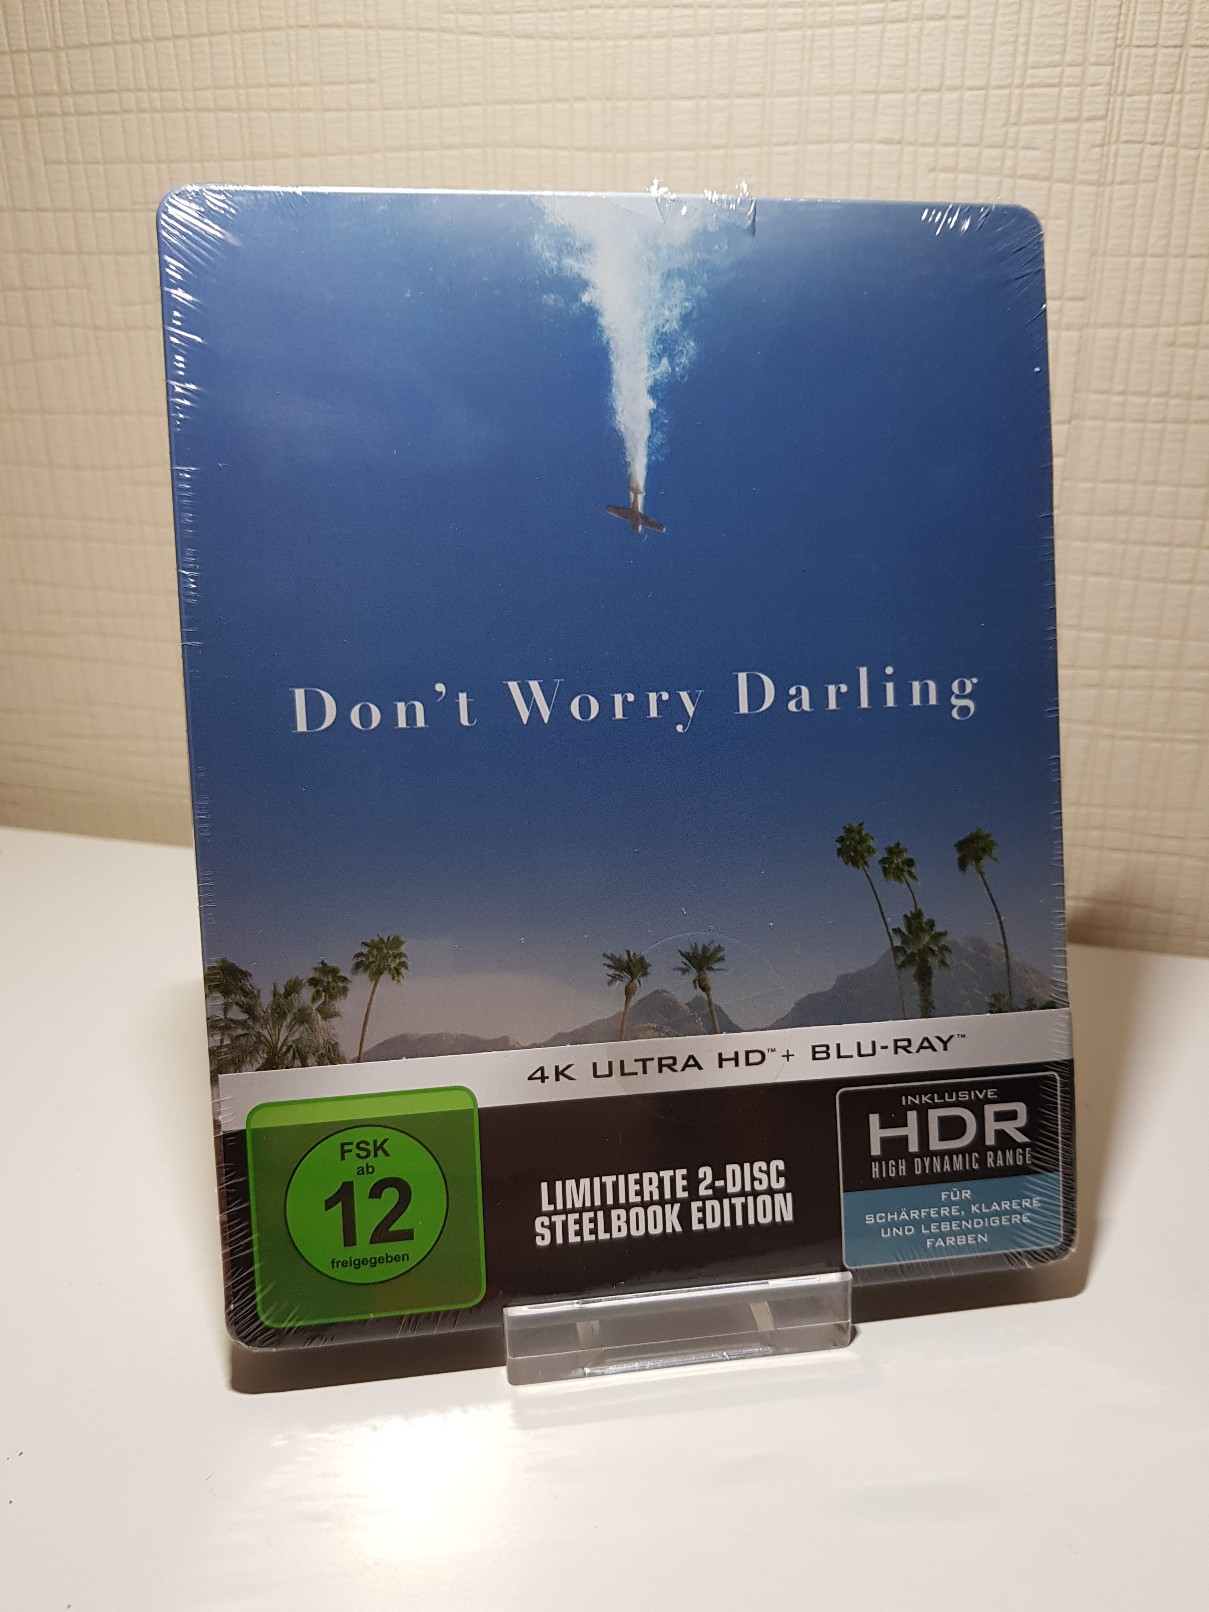 Don't Worry Darling
4K ULTRA HD™ + BLU-RAY™
FSK
ab
12
freigegeben
LIMITIERTE 2-DISC
STEELBOOK EDITION
INKLUSIVE
HDR
HIGH DYNAMIC RANGE
FÜR
SCHÄRFERE, KLARERE
UND LEBENDIGERE
FARBEN